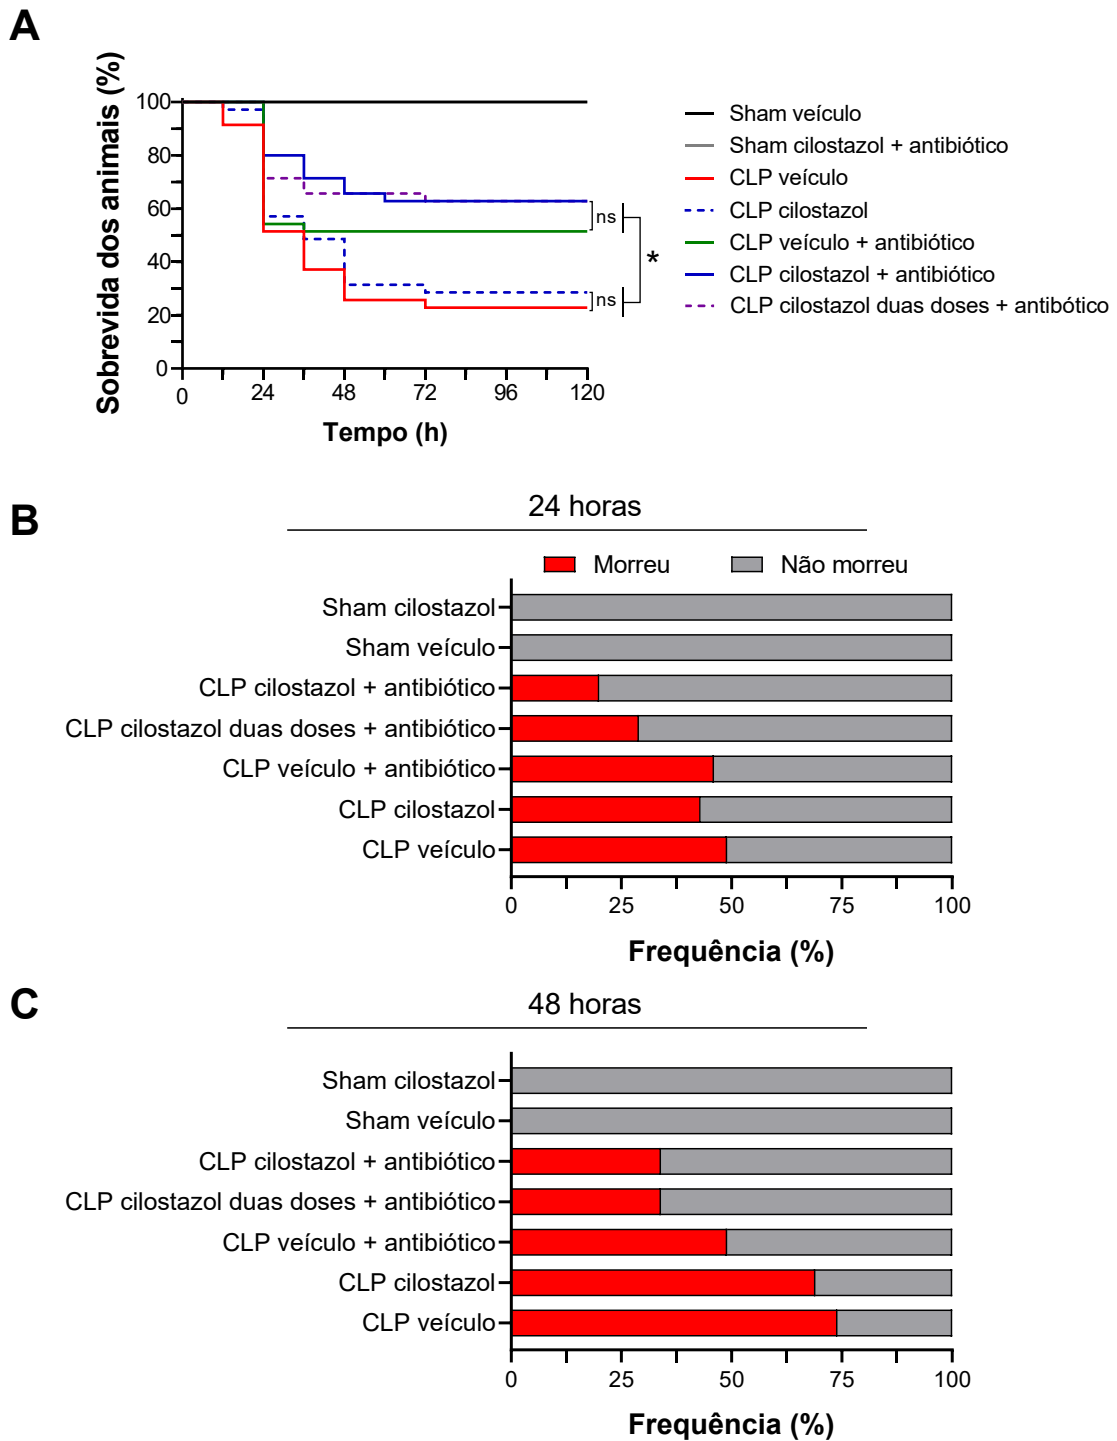 A
Sobrevida dos animais (%)
100
80
60
40
20
0
0 24 48 72 96 120
Tempo (h)
ns
ns
*
Sham veículo
Sham cilostazol + antibiótico
CLP veículo
CLP cilostazol
CLP veículo + antibiótico
CLP cilostazol + antibiótico
CLP cilostazol duas doses + antibótico
B
24 horas
Morreu Não morreu
Sham cilostazol
Sham veículo
CLP cilostazol + antibiótico
CLP cilostazol duas doses + antibiótico
CLP veículo + antibiótico
CLP cilostazol
CLP veículo
0 25 50 75 100
Frequência (%)
C
48 horas
Sham cilostazol
Sham veículo
CLP cilostazol + antibiótico
CLP cilostazol duas doses + antibiótico
CLP veículo + antibiótico
CLP cilostazol
CLP veículo
0 25 50 75 100
Frequência (%)